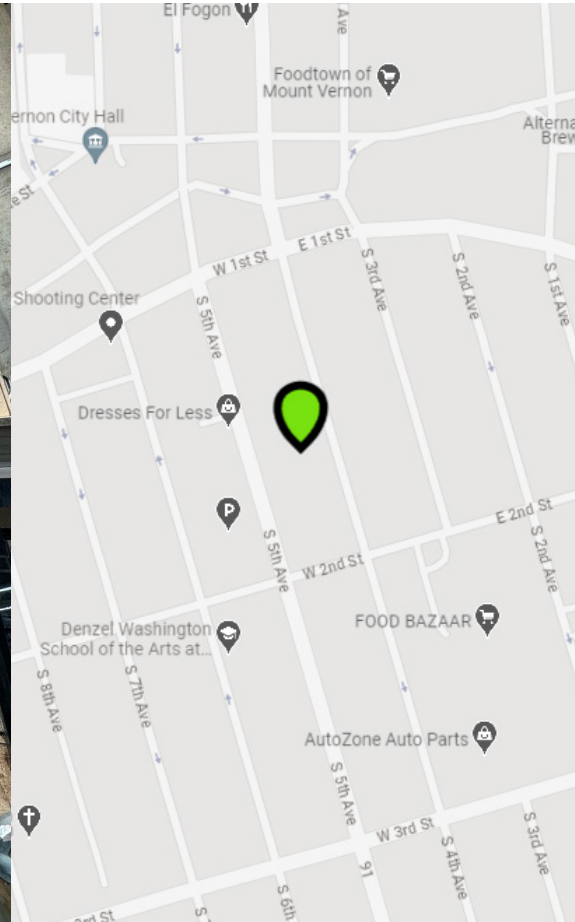 El Fogon
Ave
Foodtown of
Mount Vernon
ernon City Hall
Alterna
Brew
e St
W 1st St
E 1st St
S 3rd Ave
S 2nd Ave
S 1st Ave
Shooting Center
S 5th Ave
Dresses For Less
P
S 5th Ave
W 2nd St
E 2nd St
S 2nd Ave
Denzel Washington
School of the Arts at...
FOOD BAZAAR
S 8th Ave
S 7th Ave
AutoZone Auto Parts
S 5th Ave
W 3rd St
S 4th Ave
S 3rd Ave
91
S 6th
S 7
3rd St